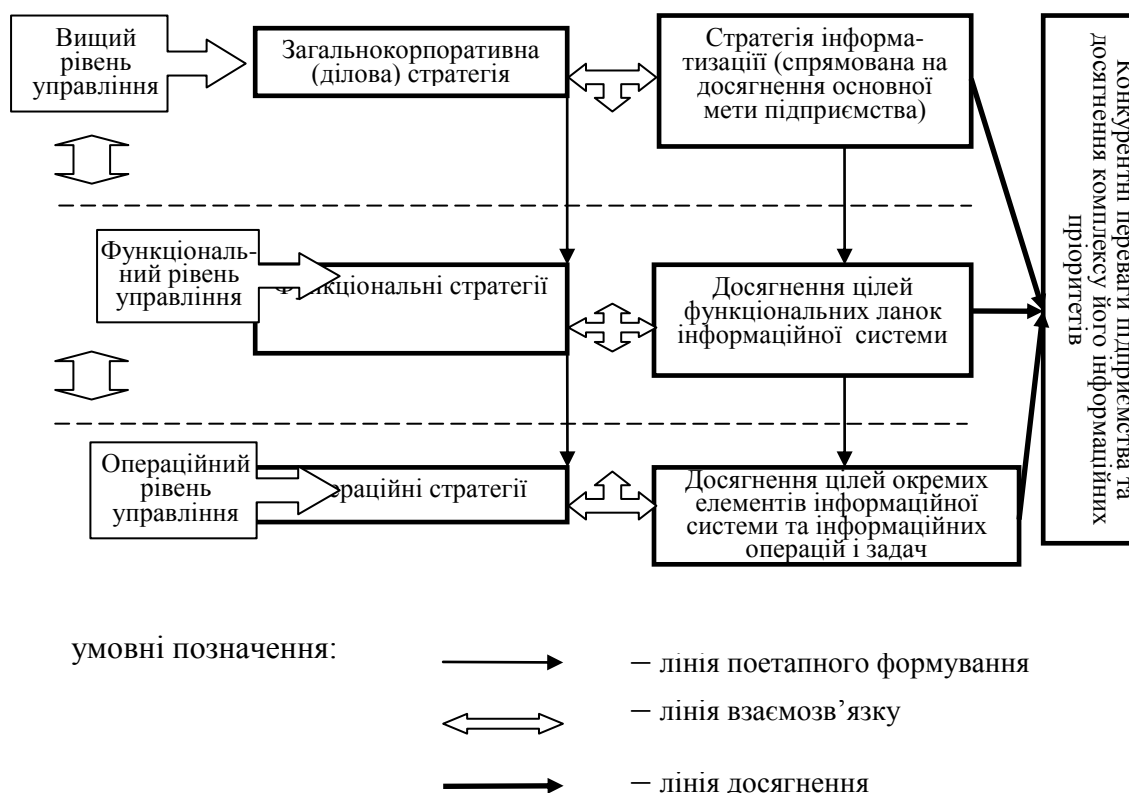 Вищий
рівень
управління
Загальнокорпоративна
(ділова) стратегія
Стратегія інформа-
тизаціїї (спрямована на
досягнення основної
мети підприємства)
Конкурентні переваги підприємства та
досягнення комплексу його інформаційних
пріоритетів
Функціональ-
ний рівень
управління
нкціональні стратегії
Досягнення цілей
функціональних ланок
інформаційної системи
Операційний
рівень
управління
ераційні стратегії
Досягнення цілей окремих
елементів інформаційної
системи та інформаційних
операцій і задач
умовні позначення:
– лінія поетапного формування
– лінія взаємозв’язку
– лінія досягнення